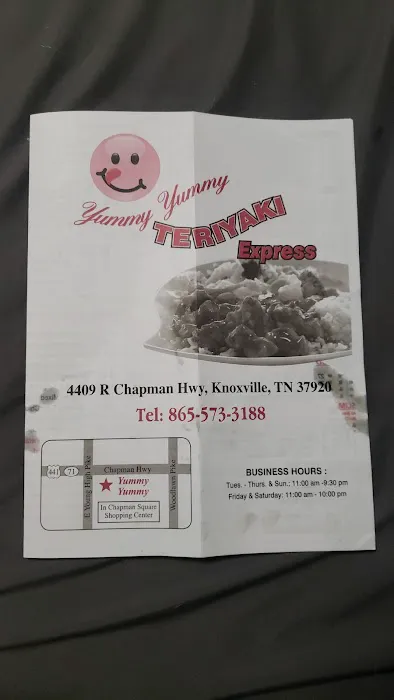 Yummy Yummy
TERIYAKI
Express
4409 R Chapman Hwy, Knoxville, TN 37920
Tel: 865-573-3188
441
71
Chapman Hwy
E Young High Pike
Woodlawn Pike
Yummy
Yummy
In Chapman Square
Shopping Center
BUSINESS HOURS :
Tues. - Thurs. & Sun.: 11:00 am -9:30 pm
Friday & Saturday: 11:00 am - 10:00 pm